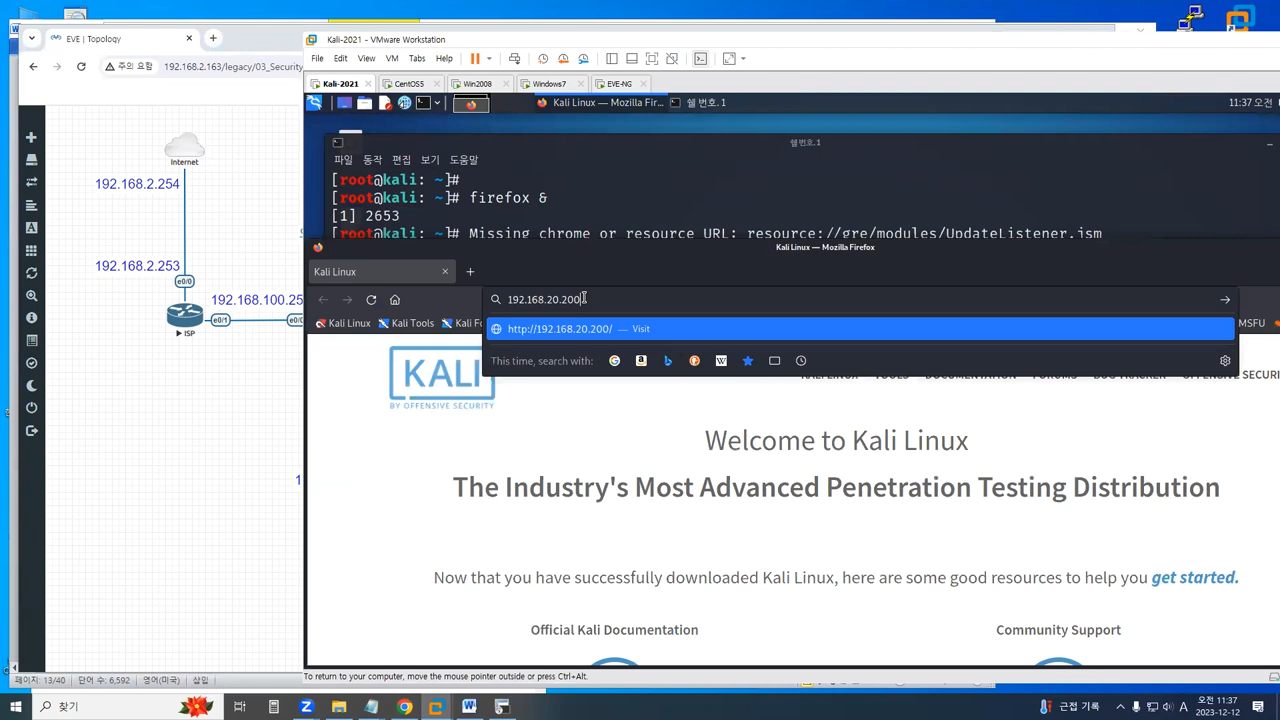 EVE | Topology
Kali-2021 - VMware Workstation
주의 요함
192.168.2.163/legacy/03_Security
File Edit View VM Tabs Help
Kali-2021 CentOS5 Win2008 Windows7 EVE-NG
Kali Linux — Mozilla Fir... 쉘 번호. 1 11:37 오전
쉘 번호.1
파일 동작 편집 보기 도움말
[root@kali: ~]#
[root@kali: ~]# firefox &
[1] 2653
[root@kali: ~]# Missing chrome or resource URL: resource://gre/modules/UpdateListener.jsm
Kali Linux — Mozilla Firefox
Kali Linux
192.168.20.200
Kali Linux Kali Tools Kali Fo MSFU
http://192.168.20.200/ — Visit
This time, search with:
KALI
BY OFFENSIVE SECURITY
Welcome to Kali Linux
The Industry's Most Advanced Penetration Testing Distribution
Now that you have successfully downloaded Kali Linux, here are some good resources to help you get started.
Official Kali Documentation
Community Support
Internet
192.168.2.254
192.168.2.253
e0/0
192.168.100.25
e0/1
ISP
페이지: 13/40 단어 수: 6,592 영어(미국) 삽입
To return to your computer, move the mouse pointer outside or press Ctrl+Alt.
찾기
근접 기록
A
오전 11:37
2023-12-12